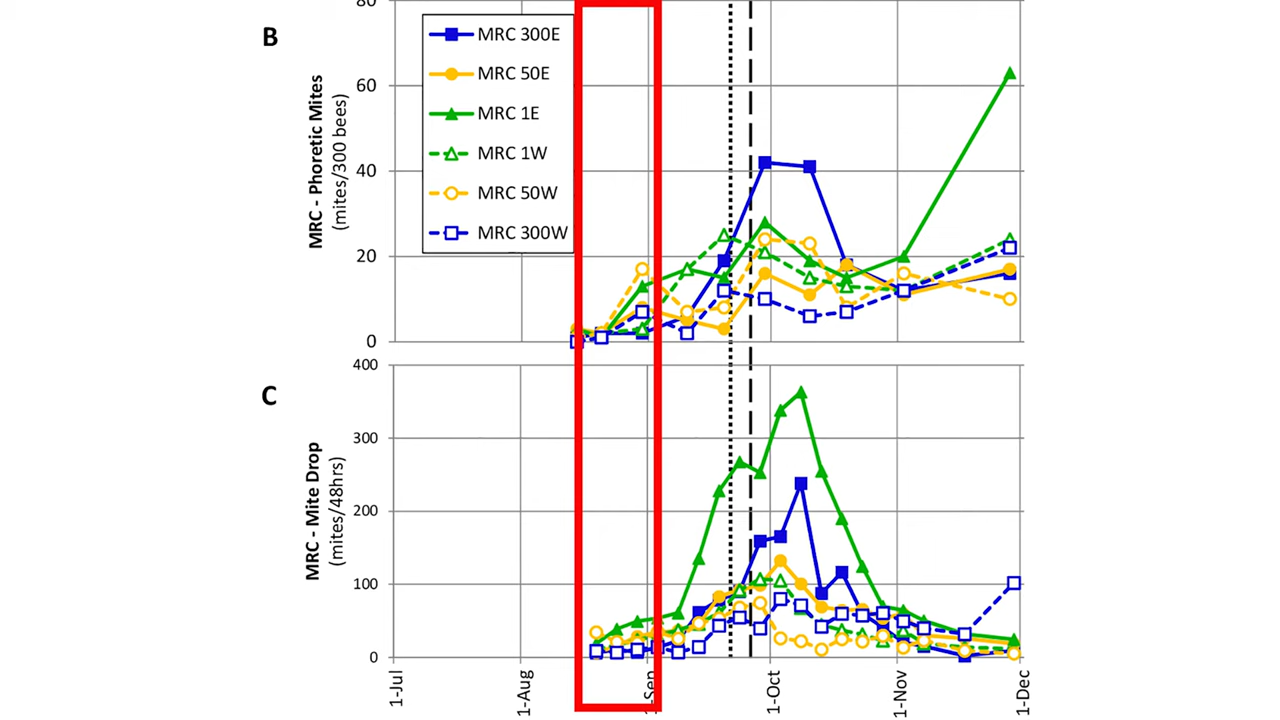 B
80
60
40
20
0
MRC - Phoretic Mites
(mites/300 bees)
MRC 300E
MRC 50E
MRC 1E
MRC 1W
MRC 50W
MRC 300W
C
400
300
200
100
0
MRC - Mite Drop
(mites/48hrs)
1-Jul
1-Aug
1-Oct
1-Nov
1-Dec